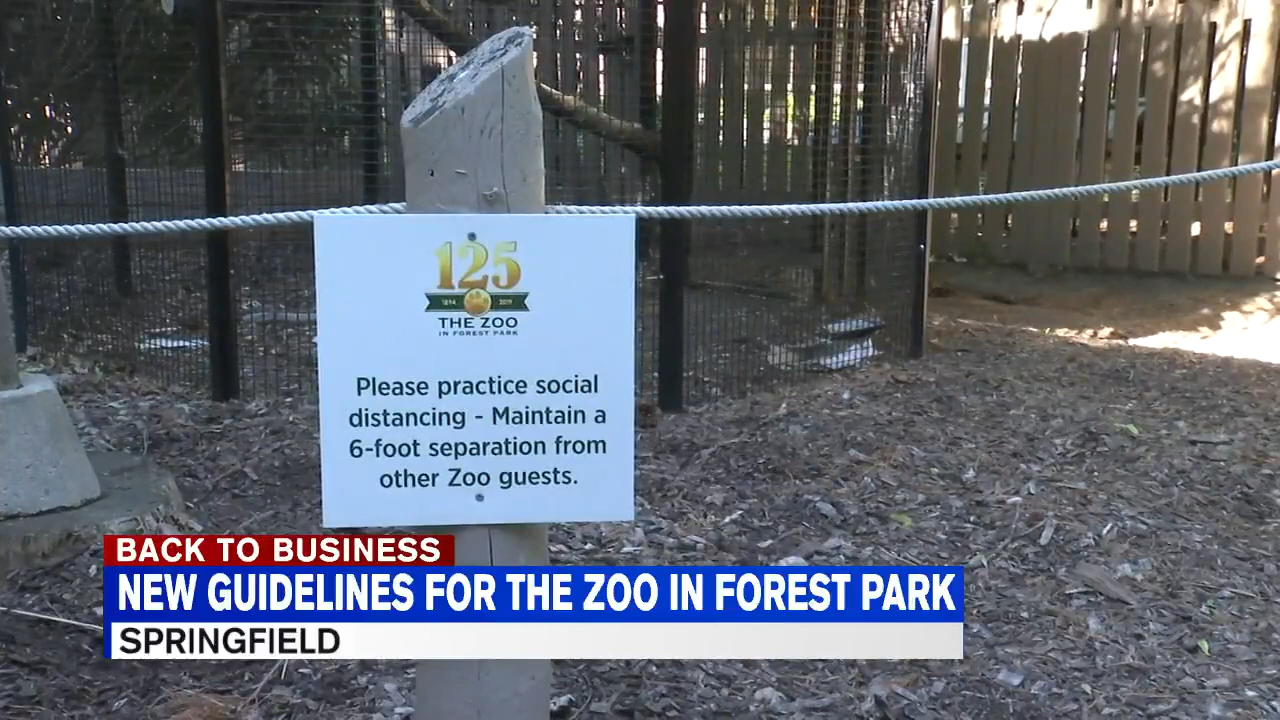 125
1894 2019
THE ZOO
IN FOREST PARK
Please practice social
distancing - Maintain a
6-foot separation from
other Zoo guests.
BACK TO BUSINESS
NEW GUIDELINES FOR THE ZOO IN FOREST PARK
SPRINGFIELD